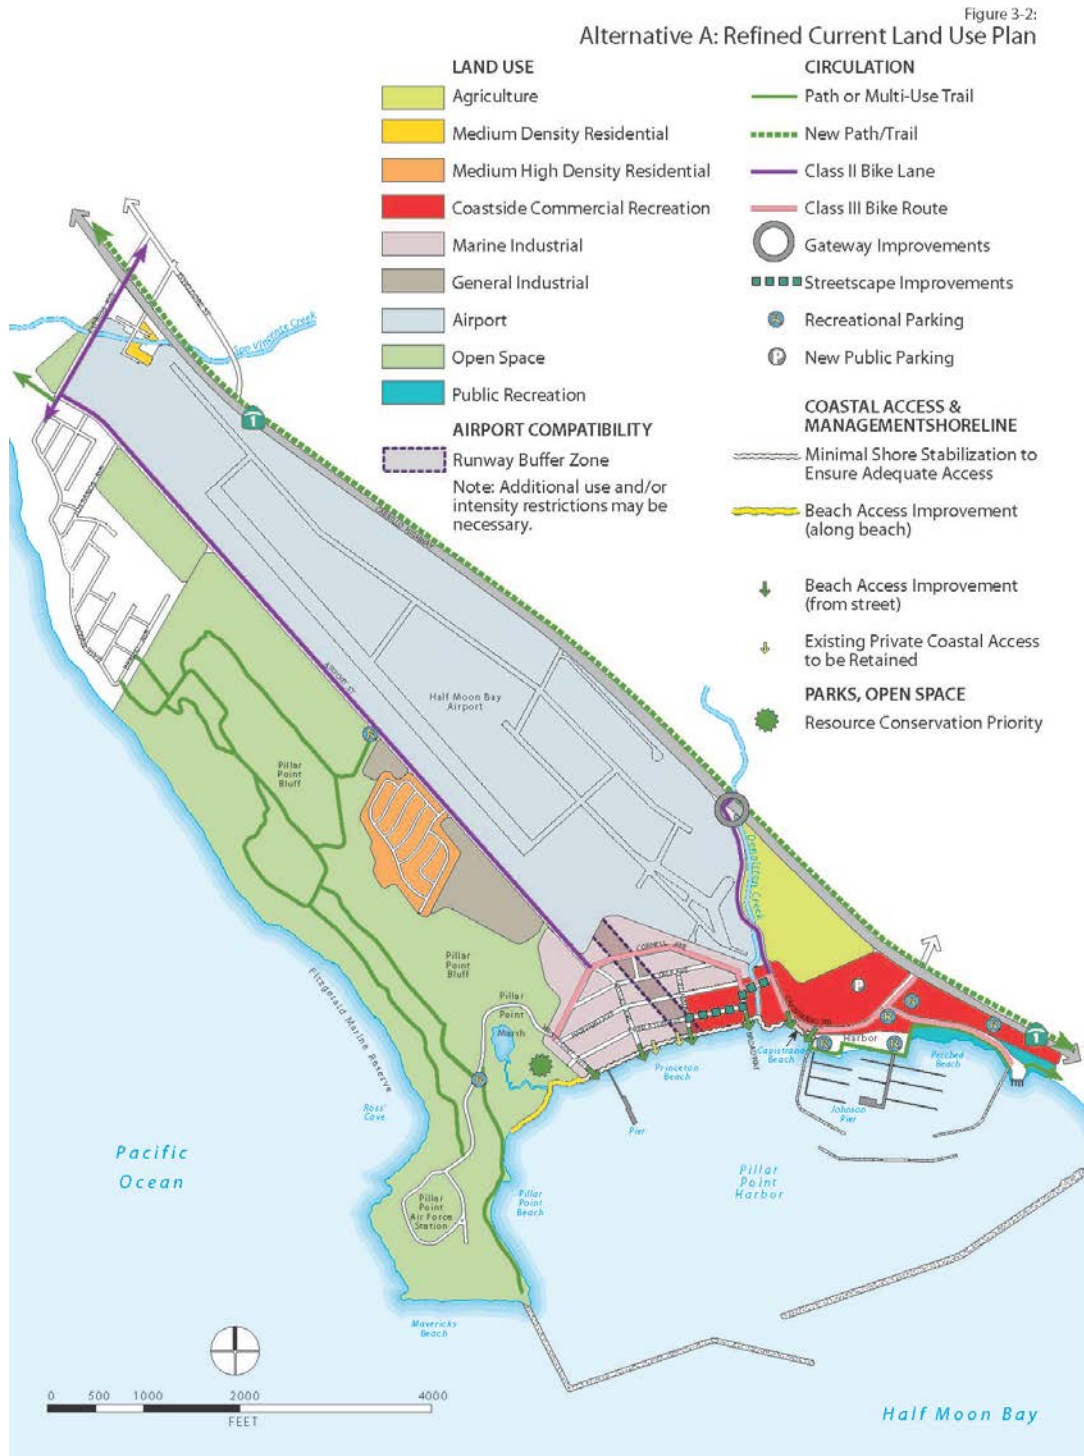 Figure 3-2:
Alternative A: Refined Current Land Use Plan
LAND USE
Agriculture
Medium Density Residential
Medium High Density Residential
Coastside Commercial Recreation
Marine Industrial
General Industrial
Airport
Open Space
Public Recreation
AIRPORT COMPATIBILITY
Runway Buffer Zone
Note: Additional use and/or
intensity restrictions may be
necessary.
CIRCULATION
Path or Multi-Use Trail
New Path/Trail
Class II Bike Lane
Class III Bike Route
Gateway Improvements
Streetscape Improvements
Recreational Parking
P
New Public Parking
COASTAL ACCESS &
MANAGEMENTSHORELINE
Minimal Shore Stabilization to
Ensure Adequate Access
Beach Access Improvement
(along beach)
Beach Access Improvement
(from street)
Existing Private Coastal Access
to be Retained
PARKS, OPEN SPACE
Resource Conservation Priority
San Vincente Creek
1
AIRPORT ST
Half Moon Bay
Airport
Pillar
Point
Bluff
Denniston Creek
CORNELL AVE
Pillar
Point
Bluff
Pillar
Point
Marsh
P
Fitzgerald Marine Reserve
Ross'
Cove
BROADWAY
Princeton
Beach
Capistrano
Beach
Harbor
Perched
Beach
1
Johnson
Pier
Pier
Pacific
Ocean
Pillar
Point
Harbor
Pillar
Point
Beach
Pillar
Point
Air Force
Station
Mavericks
Beach
0 500 1000 2000 4000
FEET
Half Moon Bay